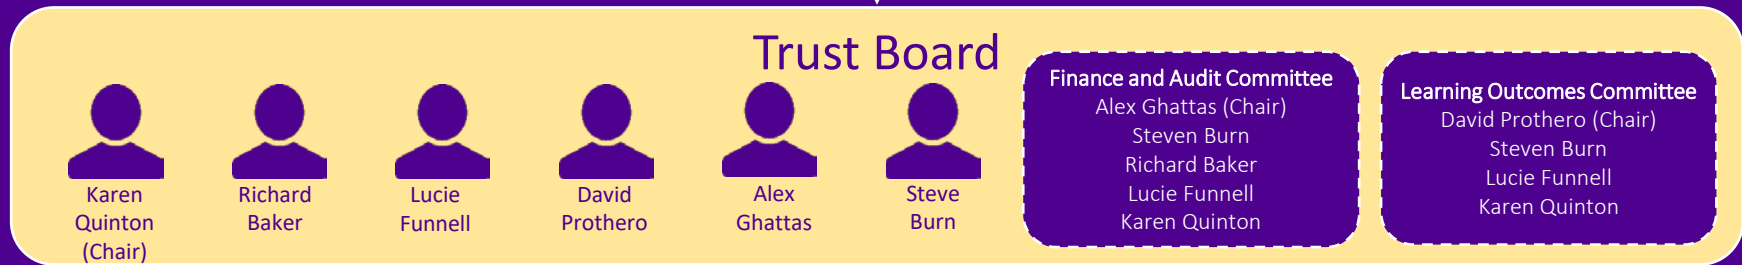 Trust Board
Karen
Quinton
(Chair)
Richard
Baker
Lucie
Funnell
David
Prothero
Alex
Ghattas
Steve
Burn
Finance and Audit Committee
Alex Ghattas (Chair)
Steven Burn
Richard Baker
Lucie Funnell
Karen Quinton
Learning Outcomes Committee
David Prothero (Chair)
Steven Burn
Lucie Funnell
Karen Quinton